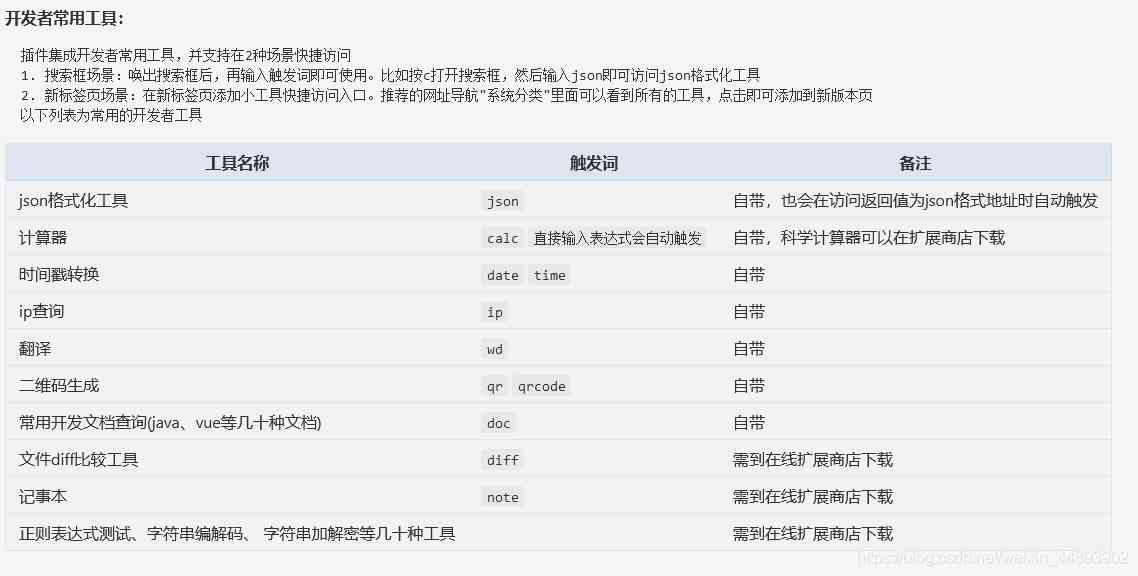 开发者常用工具：
插件集成开发者常用工具，并支持在2种场景快捷访问
1. 搜索框场景：唤出搜索框后，再输入触发词即可使用。比如按c打开搜索框，然后输入json即可访问json格式化工具
2. 新标签页场景：在新标签页添加小工具快捷访问入口。推荐的网址导航"系统分类"里面可以看到所有的工具，点击即可添加到新版本页
以下列表为常用的开发者工具
工具名称 触发词 备注
json格式化工具 json 自带，也会在访问返回值为json格式地址时自动触发
计算器 calc 直接输入表达式会自动触发 自带，科学计算器可以在扩展商店下载
时间戳转换 date time 自带
ip查询 ip 自带
翻译 wd 自带
二维码生成 qr qrcode 自带
常用开发文档查询(java、vue等几十种文档) doc 自带
文件diff比较工具 diff 需到在线扩展商店下载
记事本 note 需到在线扩展商店下载
正则表达式测试、字符串编解码、 字符串加解密等几十种工具 需到在线扩展商店下载